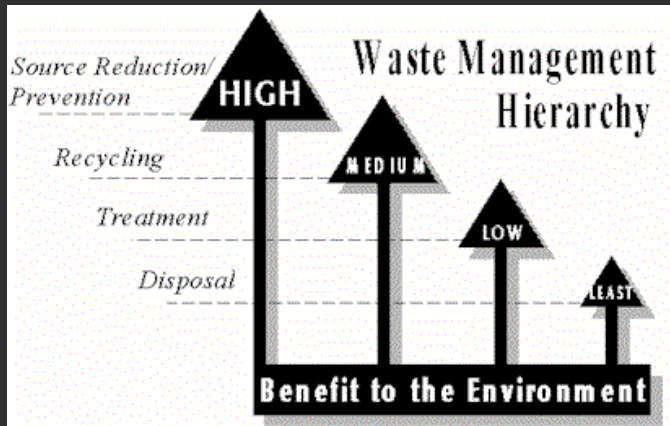 Waste Management
Hierarchy
Source Reduction/
Prevention
HIGH
Recycling
MEDIUM
Treatment
LOW
Disposal
LEAST
Benefit to the Environment